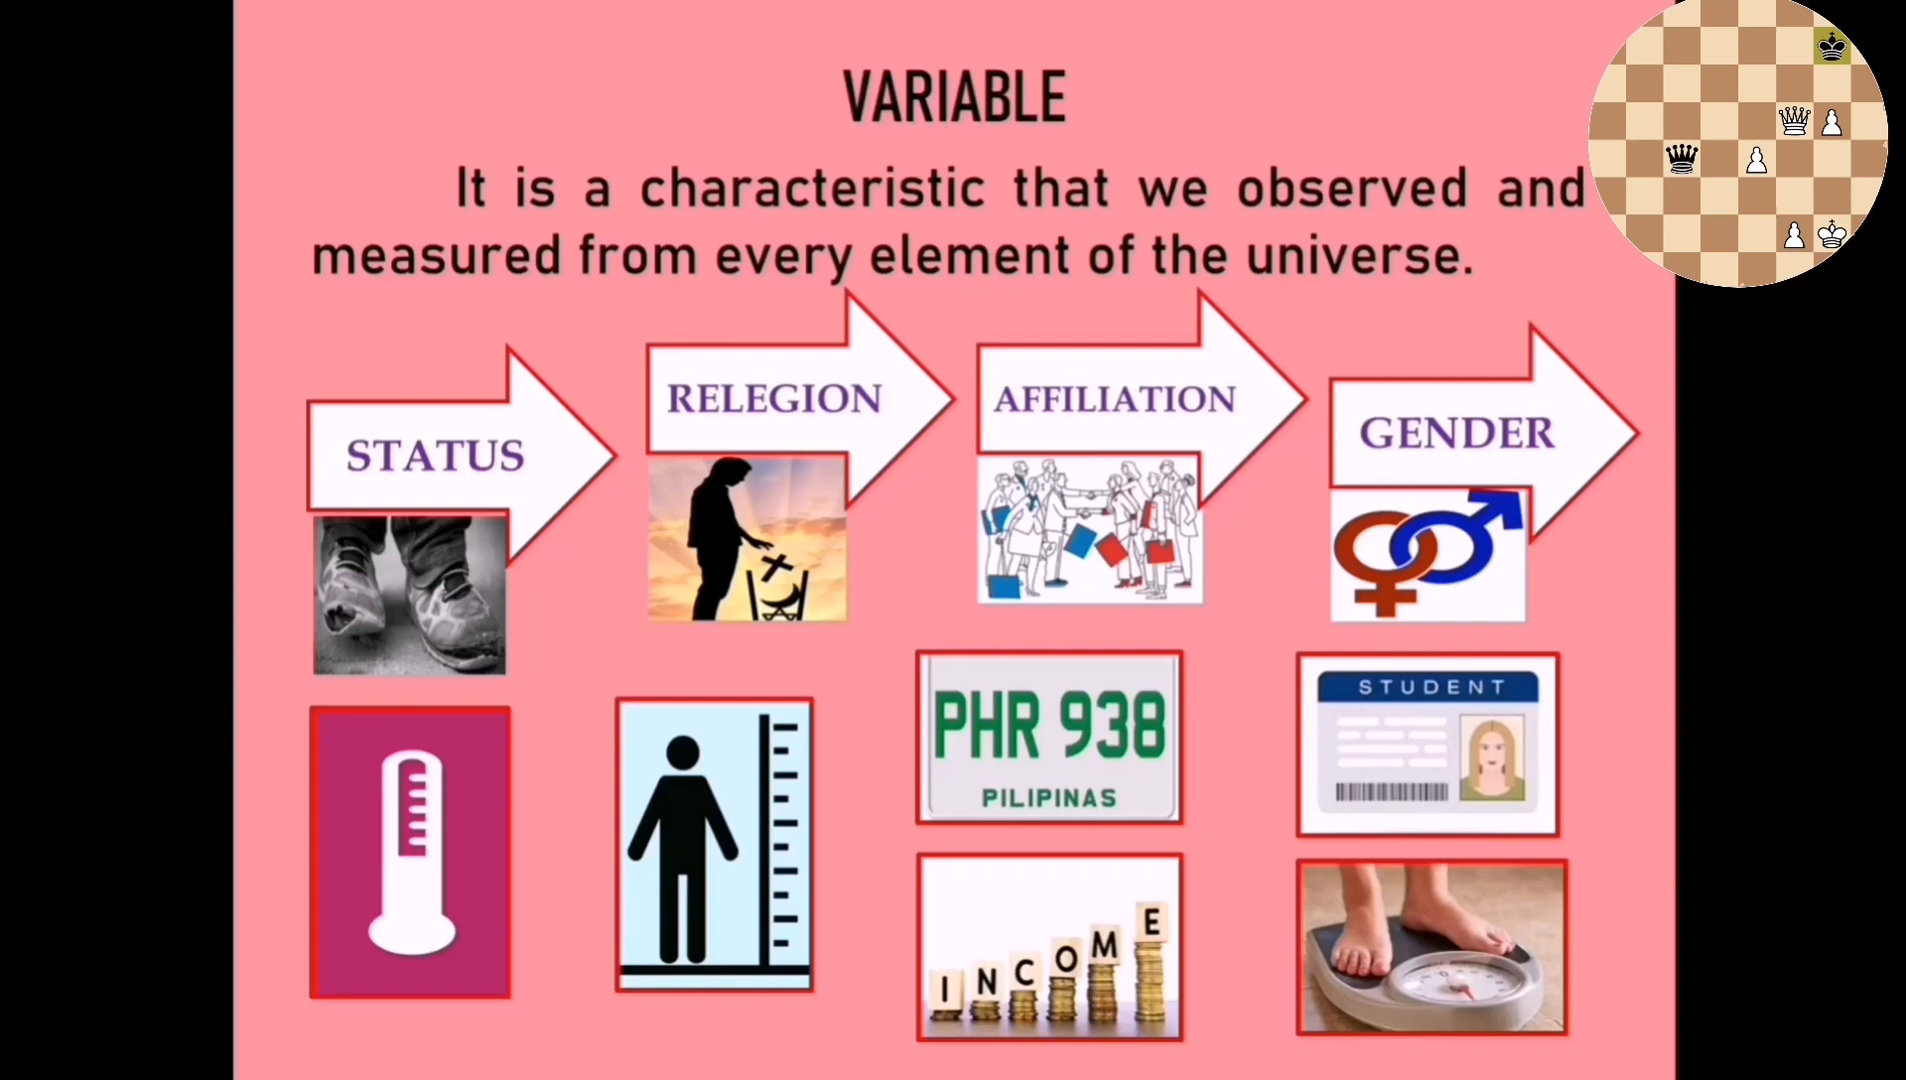 VARIABLE
It is a characteristic that we observed and
measured from every element of the universe.
STATUS
RELEGION
AFFILIATION
GENDER
PHR 938
PILIPINAS
STUDENT
INCOME